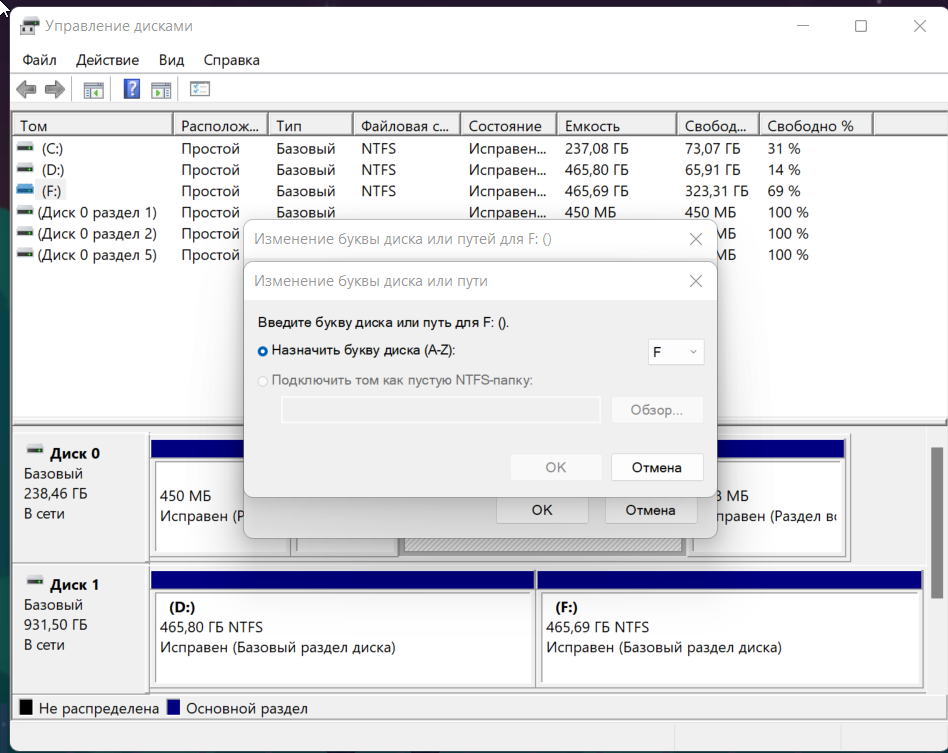 Управление дисками
Файл Действие Вид Справка
Том Располож... Тип Файловая с... Состояние Емкость Свобод... Свободно %
(C:) Простой Базовый NTFS Исправен... 237,08 ГБ 73,07 ГБ 31 %
(D:) Простой Базовый NTFS Исправен... 465,80 ГБ 65,91 ГБ 14 %
(F:) Простой Базовый NTFS Исправен... 465,69 ГБ 323,31 ГБ 69 %
(Диск 0 раздел 1) Простой Базовый Исправен... 450 МБ 450 МБ 100 %
(Диск 0 раздел 2) Простой МБ 100 %
(Диск 0 раздел 5) Простой МБ 100 %
Изменение буквы диска или путей для F: ()
Изменение буквы диска или пути
Введите букву диска или путь для F: ().
Назначить букву диска (A-Z): F
Подключить том как пустую NTFS-папку:
Обзор...
ОК Отмена
ОК Отмена
Диск 0
Базовый
238,46 ГБ
В сети
450 МБ
Исправен (Р
3 МБ
правен (Раздел вс
Диск 1
Базовый
931,50 ГБ
В сети
(D:)
465,80 ГБ NTFS
Исправен (Базовый раздел диска)
(F:)
465,69 ГБ NTFS
Исправен (Базовый раздел диска)
Не распределена Основной раздел